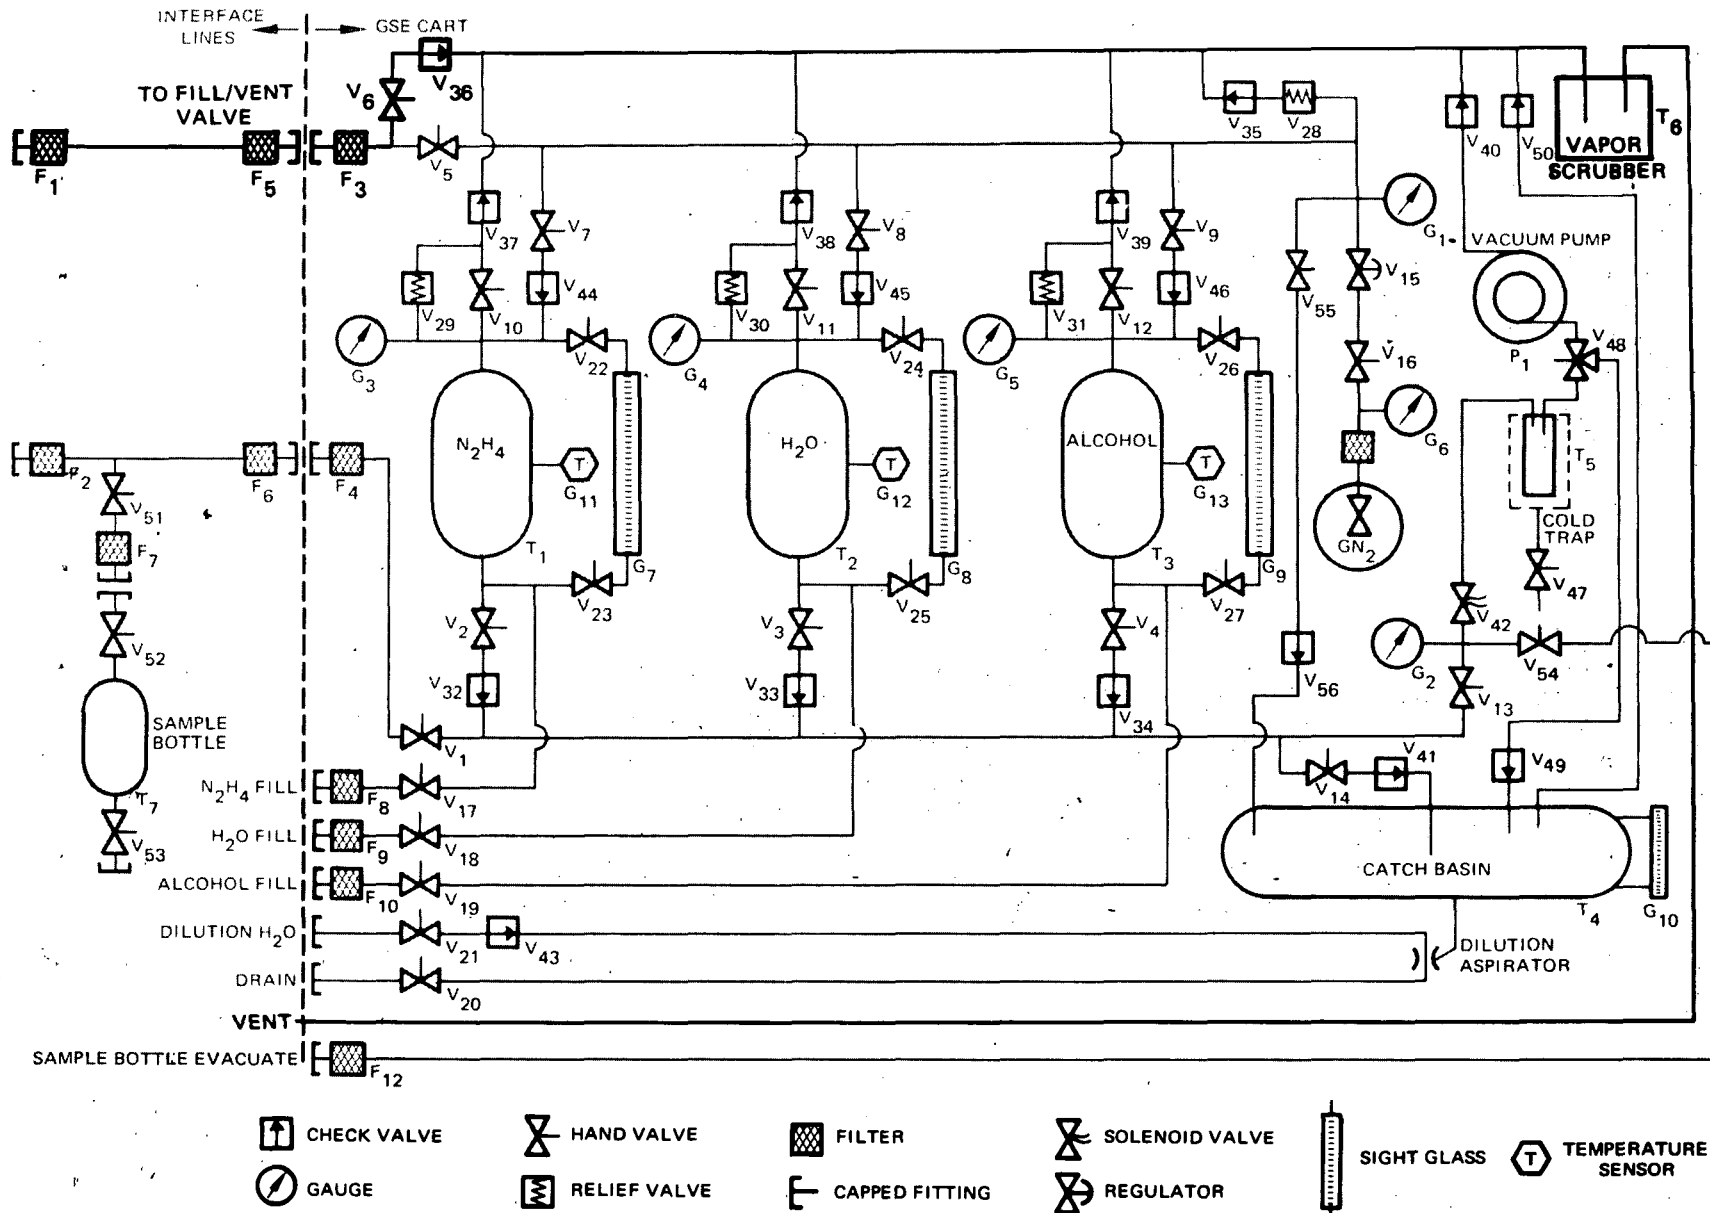 INTERFACE LINES
GSE CART
TO FILL/VENT VALVE
V6
V36
F1
F5
F3
V5
V35
V28
V40
V50
T6
VAPOR SCRUBBER
V37
V7
V38
V8
V39
V9
G1
VACUUM PUMP
V29
V10
V44
V30
V11
V45
V31
V12
V46
V55
V15
G3
V22
G4
V24
G5
V26
V16
P1
V48
G6
N2H4
H2O
ALCOHOL
T
G11
T
G12
T
G13
F2
F6
F4
T5
COLD TRAP
GN2
V51
F7
T1
G7
T2
G8
T3
G9
V23
V25
V27
V47
V2
V3
V4
V42
V52
G2
V54
V56
V13
V32
V33
V34
SAMPLE BOTTLE
V1
V41
V49
T7
N2H4 FILL
F8
V17
V14
V53
H2O FILL
F9
V18
CATCH BASIN
ALCOHOL FILL
F10
V19
T4
G10
DILUTION H2O
V21
V43
DILUTION ASPIRATOR
DRAIN
V20
VENT
SAMPLE BOTTLE EVACUATE
F12
CHECK VALVE
HAND VALVE
FILTER
SOLENOID VALVE
SIGHT GLASS
T
TEMPERATURE SENSOR
GAUGE
RELIEF VALVE
CAPPED FITTING
REGULATOR